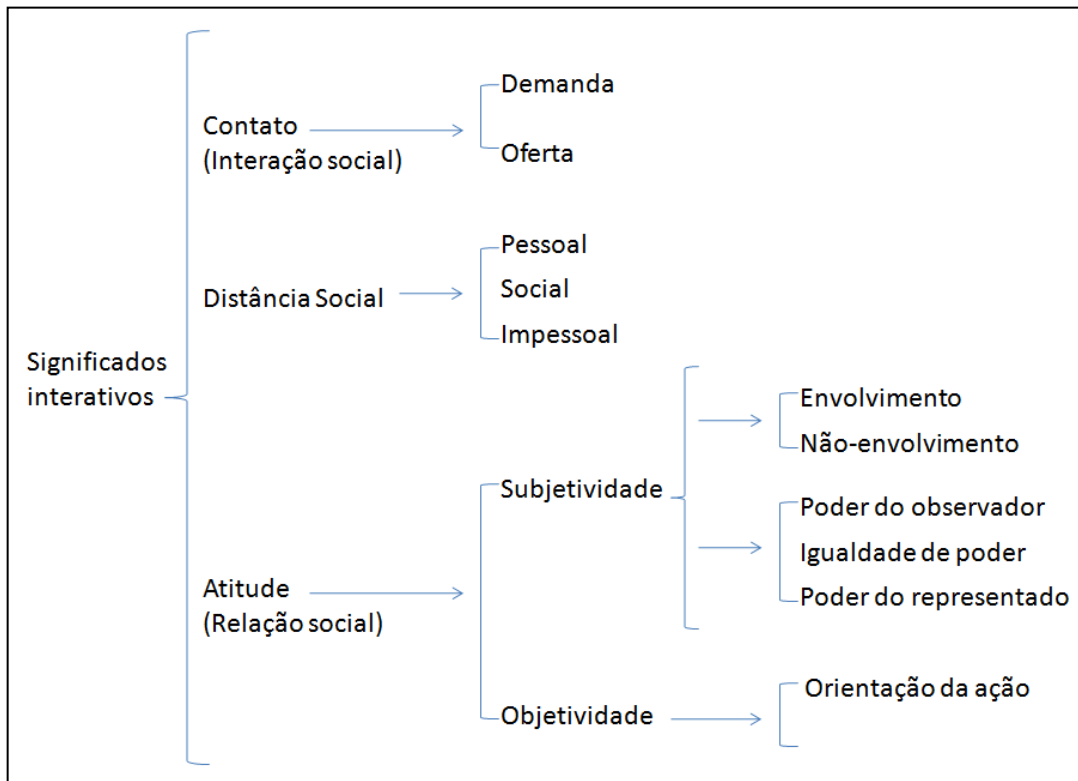 Significados
interativos
Contato
(Interação social)
Demanda
Oferta
Distância Social
Pessoal
Social
Impessoal
Atitude
(Relação social)
Subjetividade
Envolvimento
Não-envolvimento
Poder do observador
Igualdade de poder
Poder do representado
Objetividade
Orientação da ação